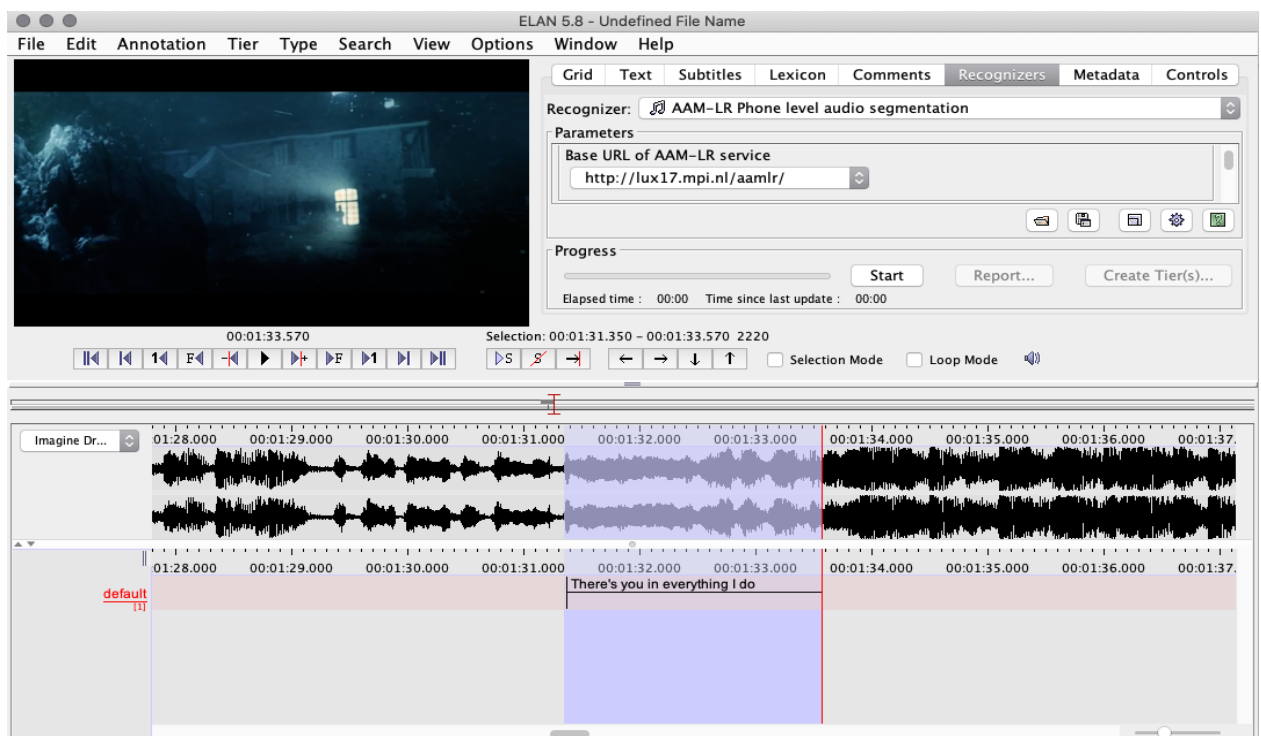 ELAN 5.8 - Undefined File Name
File Edit Annotation Tier Type Search View Options Window Help
Grid Text Subtitles Lexicon Comments Recognizers Metadata Controls
Recognizer: AAM-LR Phone level audio segmentation
Parameters
Base URL of AAM-LR service
http://lux17.mpi.nl/aamlr/
Progress
Start Report... Create Tier(s)...
Elapsed time : 00:00 Time since last update : 00:00
00:01:33.570 Selection: 00:01:31.350 - 00:01:33.570 2220
1 F + F 1 S S Selection Mode Loop Mode
Imagine Dr... :01:28.000 00:01:29.000 00:01:30.000 00:01:31.000 00:01:32.000 00:01:33.000 00:01:34.000 00:01:35.000 00:01:36.000 00:01:37.
:01:28.000 00:01:29.000 00:01:30.000 00:01:31.000 00:01:32.000 00:01:33.000 00:01:34.000 00:01:35.000 00:01:36.000 00:01:37.
There's you in everything I do
default
[1]